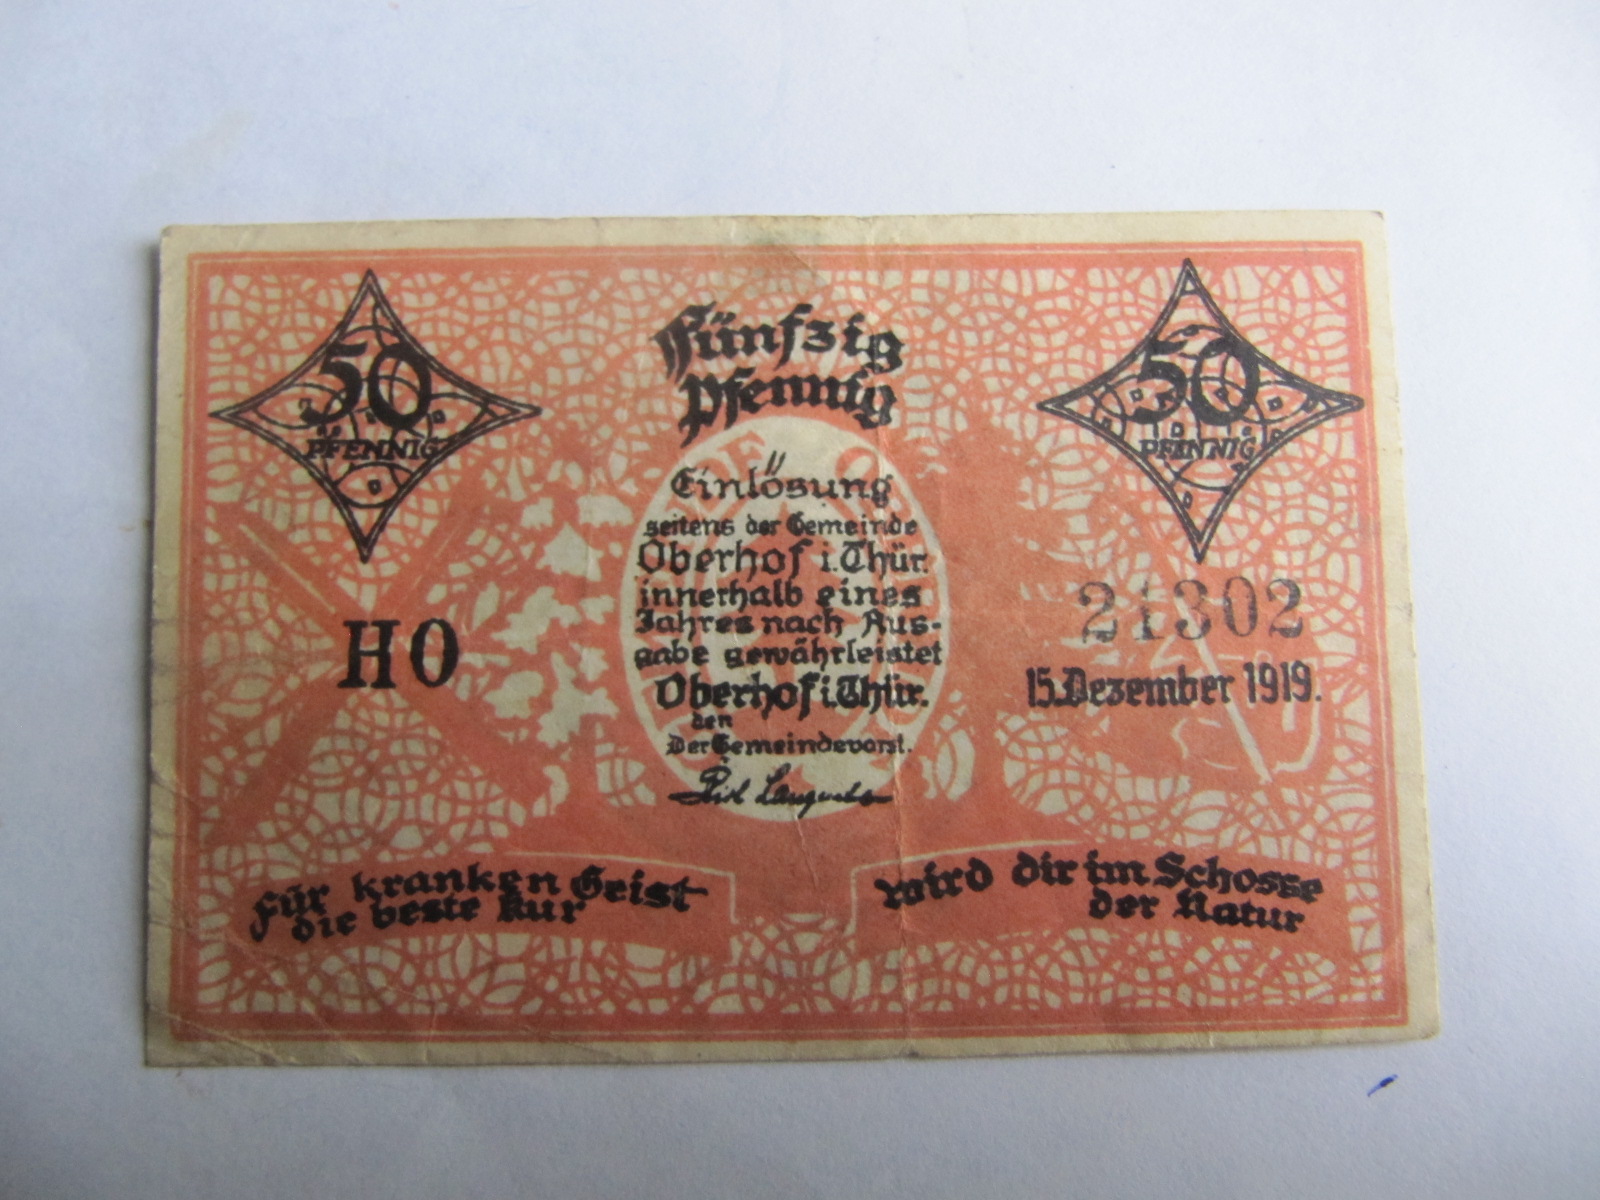 Fünfzig
Pfennig
50
PFENNIG
50
PFENNIG
Einlösung
seitens der Gemeinde
Oberhof i. Thür.
innerhalb eines
Jahres nach Aus-
gabe gewährleistet
Oberhof i. Thür.
den
Der Gemeindevorst.
HO
21302
15. Dezember 1919.
Für kranken Geist
die beste Kur
wird dir im Schosse
der Natur